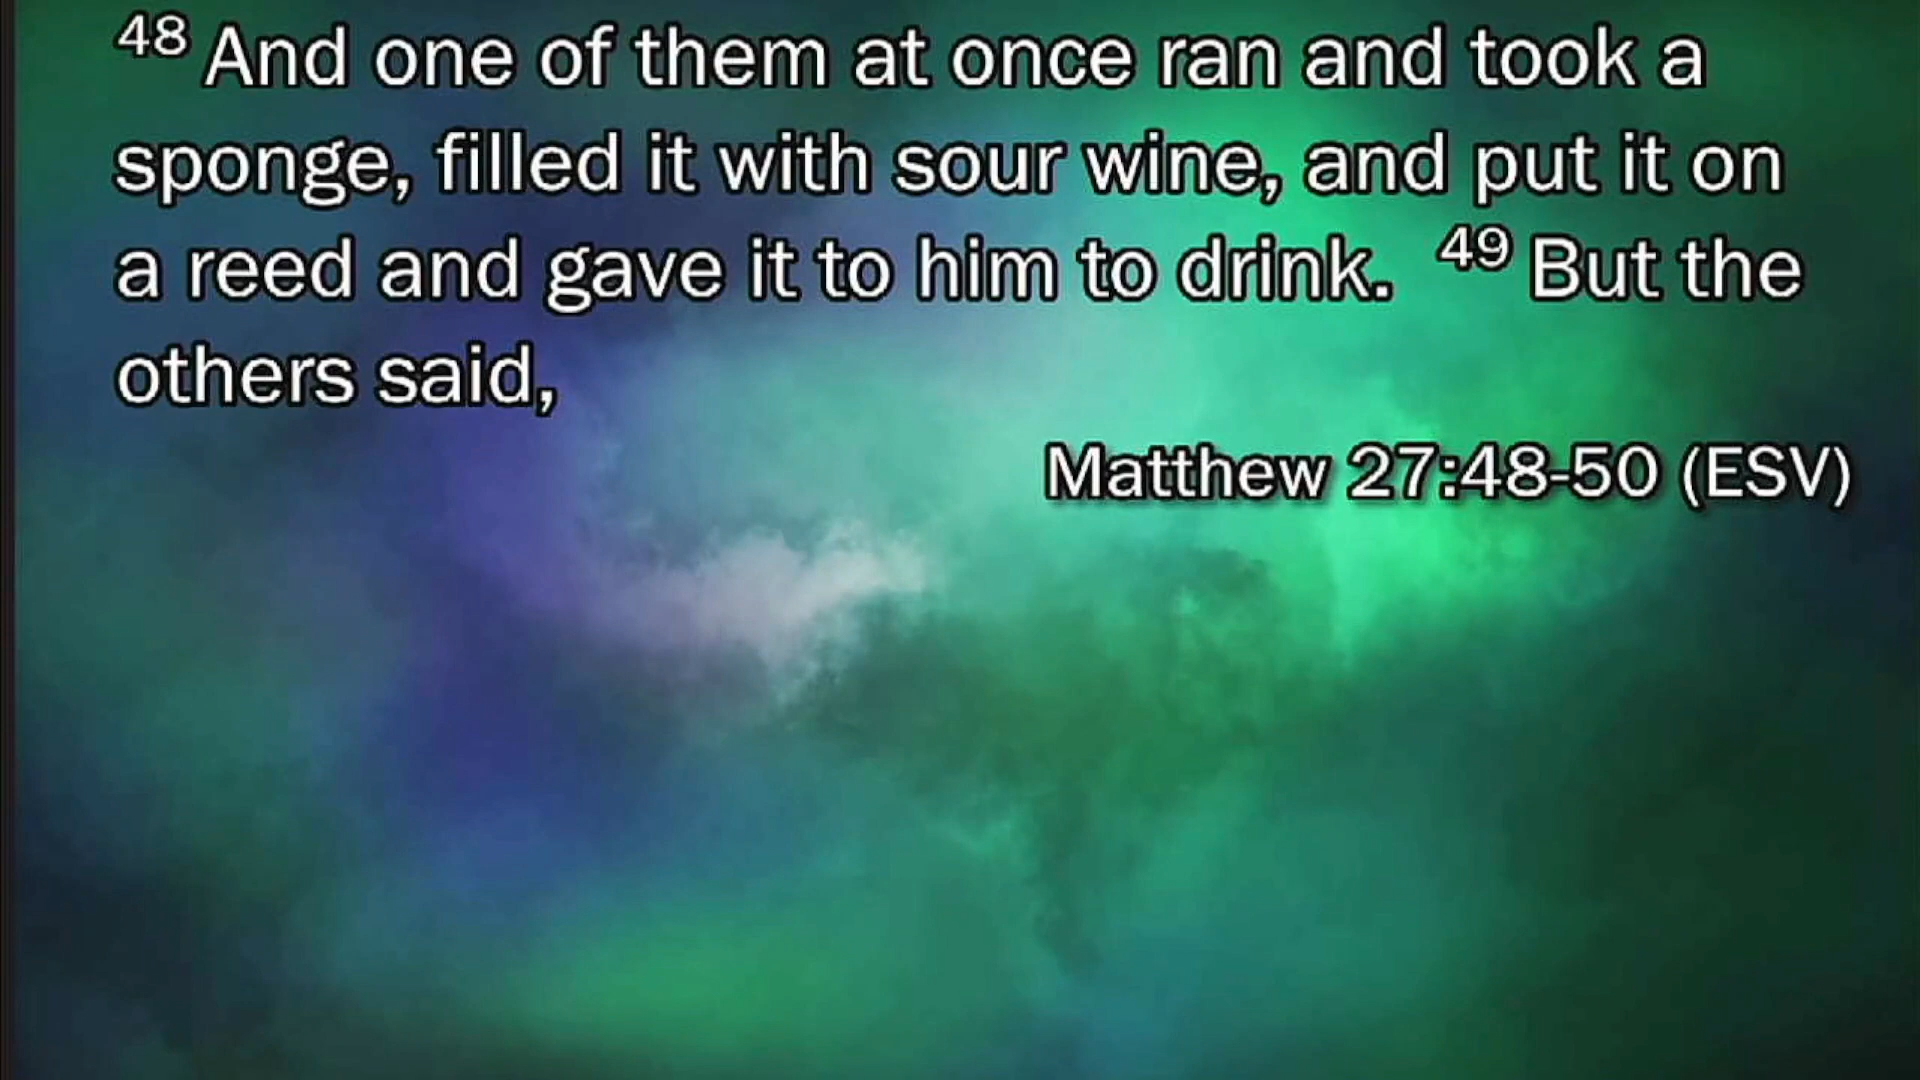 48 And one of them at once ran and took a
sponge, filled it with sour wine, and put it on
a reed and gave it to him to drink. 49 But the
others said,
Matthew 27:48-50 (ESV)